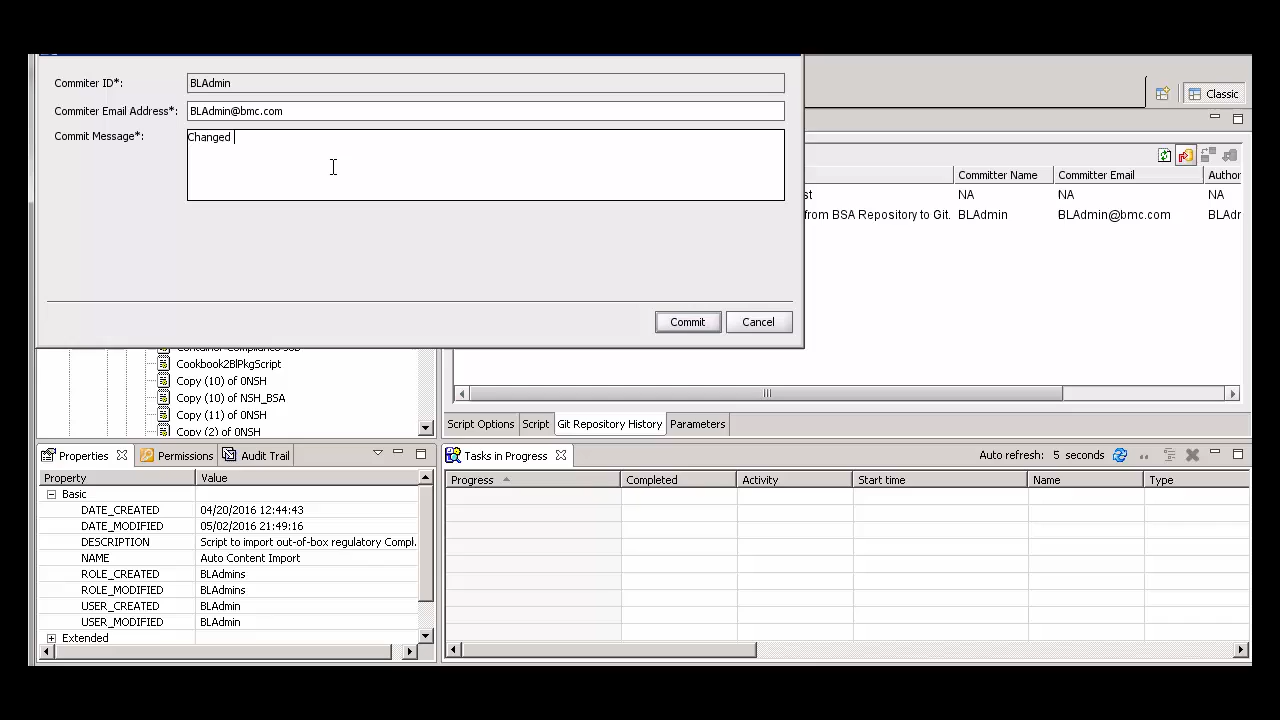 Commiter ID*:
BLAdmin
Commiter Email Address*:
BLAdmin@bmc.com
Commit Message*:
Changed
Commit
Cancel
Classic
Committer Name
Committer Email
Author
st
NA
NA
NA
from BSA Repository to Git.
BLAdmin
BLAdmin@bmc.com
BLAdr
Cookbook2BlPkgScript
Copy (10) of 0NSH
Copy (10) of NSH_BSA
Copy (11) of 0NSH
Copy (2) of 0NSH
Script Options
Script
Git Repository History
Parameters
Properties
Permissions
Audit Trail
Property
Value
Basic
DATE_CREATED
04/20/2016 12:44:43
DATE_MODIFIED
05/02/2016 21:49:16
DESCRIPTION
Script to import out-of-box regulatory Compl.
NAME
Auto Content Import
ROLE_CREATED
BLAdmins
ROLE_MODIFIED
BLAdmins
USER_CREATED
BLAdmin
USER_MODIFIED
BLAdmin
Extended
Tasks in Progress
Auto refresh: 5 seconds
Progress
Completed
Activity
Start time
Name
Type